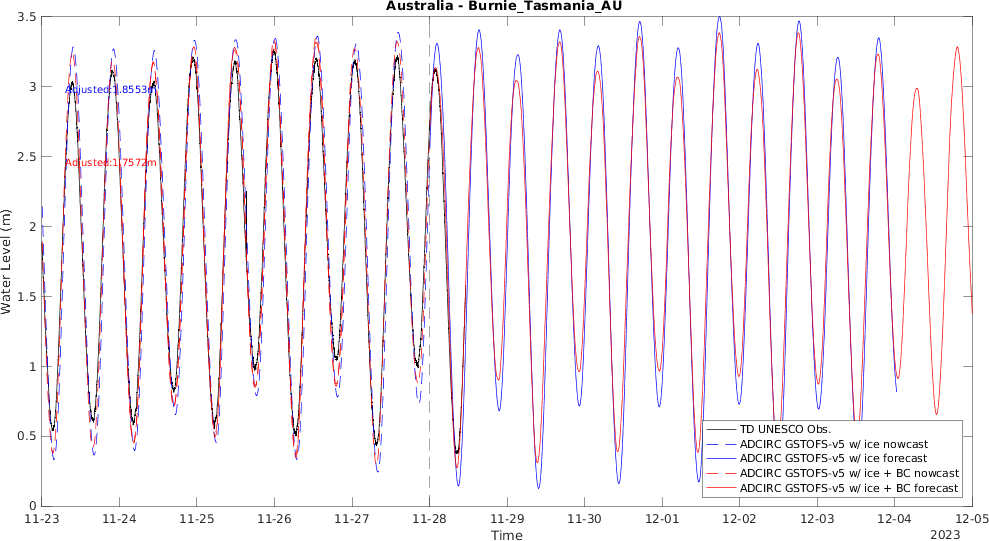 Australia - Burnie_Tasmania_AU
3.5
3
2.5
2
1.5
1
0.5
0
Water Level (m)
Adjusted:1.8553m
Adjusted:1.7572m
TD UNESCO Obs.
ADCIRC GSTOFS-v5 w/ ice nowcast
ADCIRC GSTOFS-v5 w/ ice forecast
ADCIRC GSTOFS-v5 w/ ice + BC nowcast
ADCIRC GSTOFS-v5 w/ ice + BC forecast
11-23 11-24 11-25 11-26 11-27 11-28 11-29 11-30 12-01 12-02 12-03 12-04 12-05
Time
2023